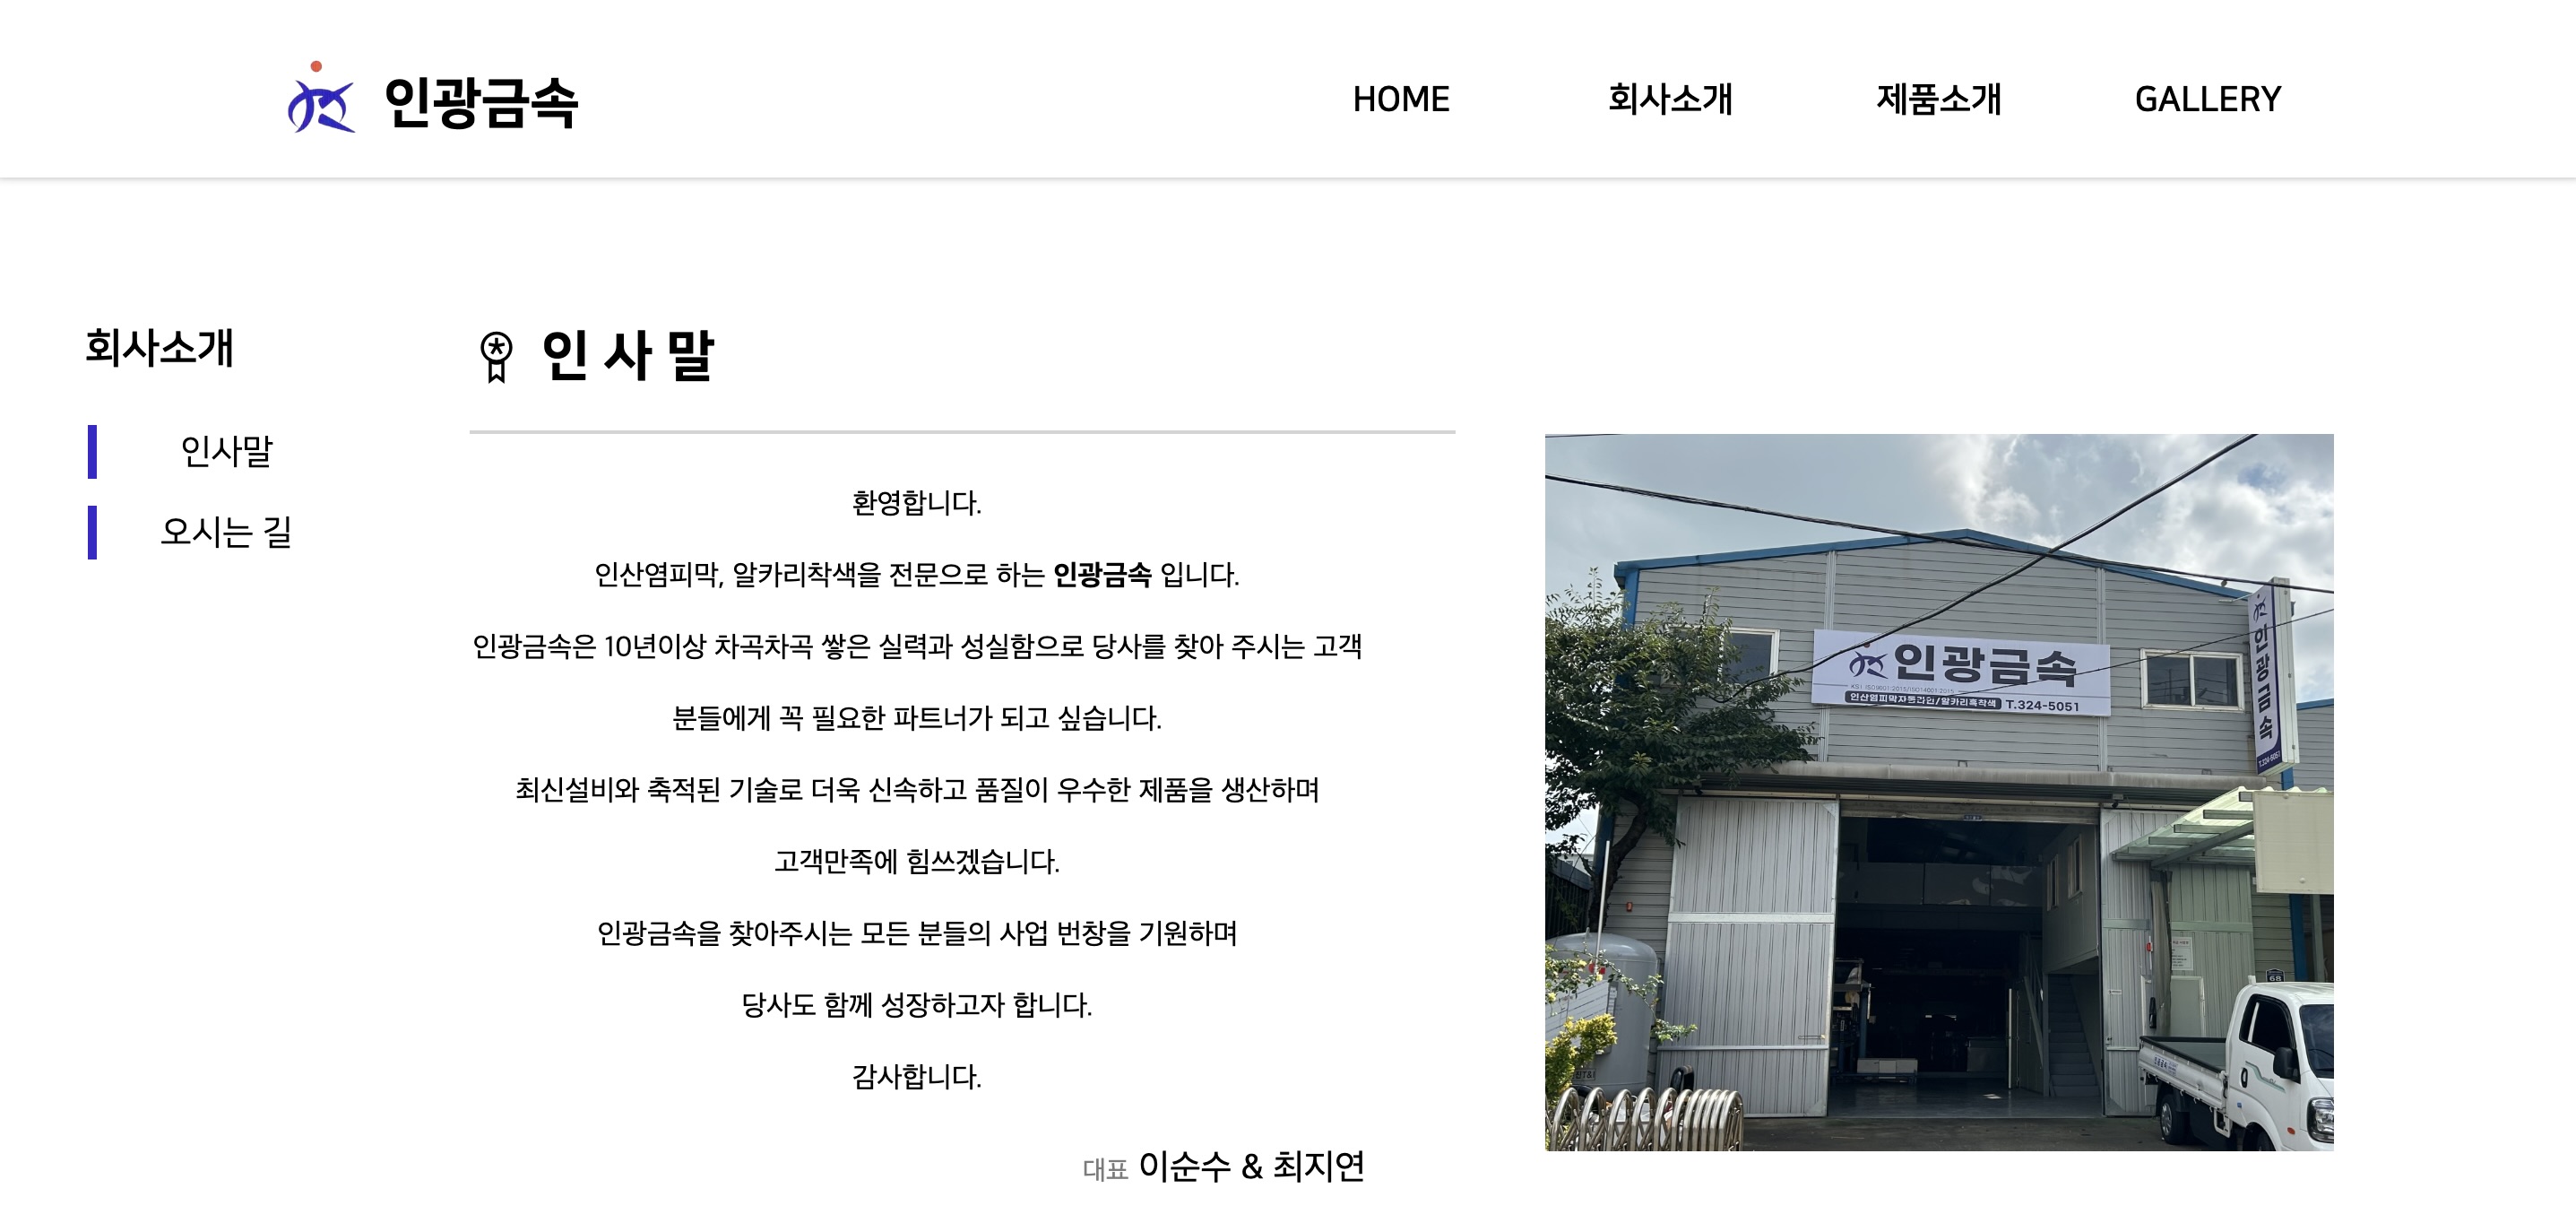 인광금속
HOME
회사소개
제품소개
GALLERY
회사소개
인사말
오시는 길
인 사 말
환영합니다.
인산염피막, 알카리착색을 전문으로 하는 인광금속 입니다.
인광금속은 10년이상 차곡차곡 쌓은 실력과 성실함으로 당사를 찾아 주시는 고객
분들에게 꼭 필요한 파트너가 되고 싶습니다.
최신설비와 축적된 기술로 더욱 신속하고 품질이 우수한 제품을 생산하며
고객만족에 힘쓰겠습니다.
인광금속을 찾아주시는 모든 분들의 사업 번창을 기원하며
당사도 함께 성장하고자 합니다.
감사합니다.
대표 이순수 & 최지연
인광금속
KSI ISO9001:2015/ISO14001:2015
인산염피막자동라인/알카리흑착색 T.324-5051
인광금속
T.324-5051
68